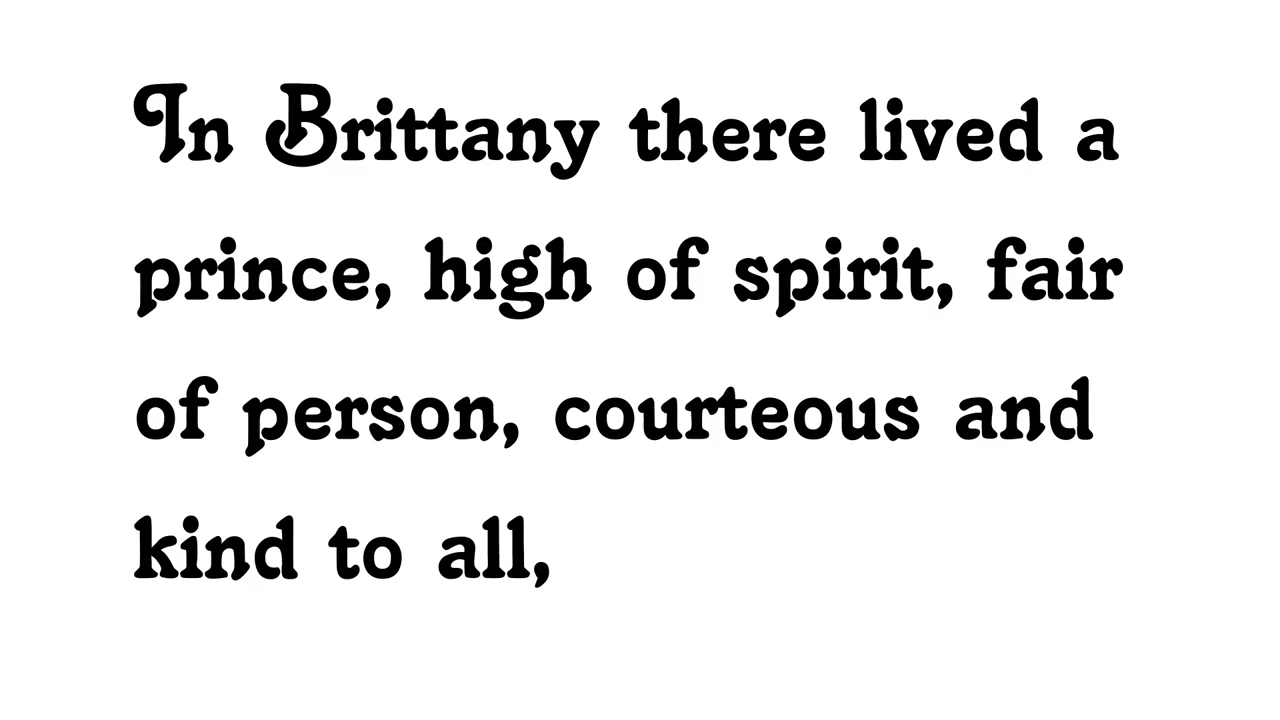 In Brittany there lived a
prince, high of spirit, fair
of person, courteous and
kind to all,